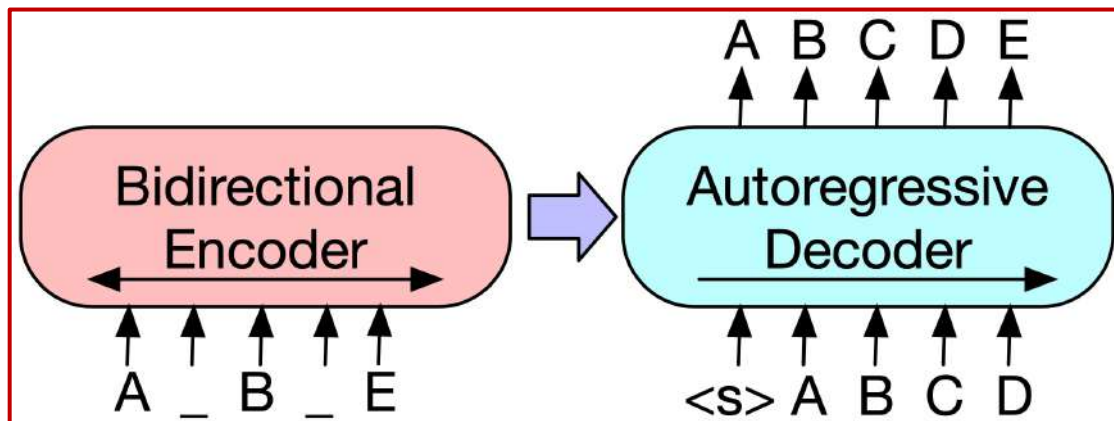 A B C D E
Bidirectional
Encoder
Autoregressive
Decoder
A _ B _ E
<s> A B C D